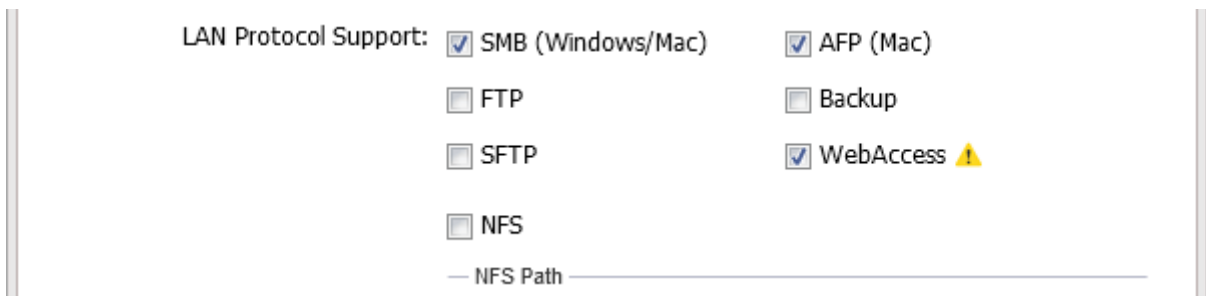 LAN Protocol Support: SMB (Windows/Mac) AFP (Mac)
FTP Backup
SFTP WebAccess
NFS
NFS Path